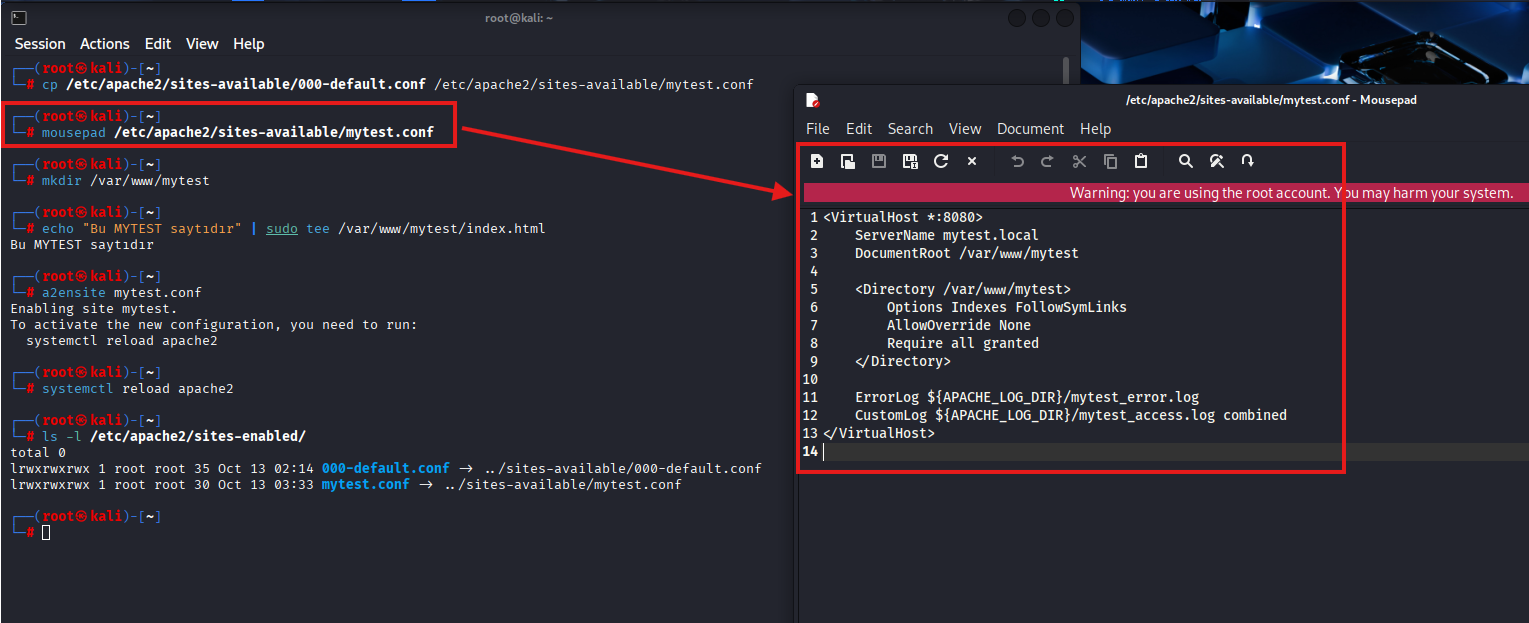 root@kali: ~
Session Actions Edit View Help
┌──(root㉿kali)-[~]
└─# cp /etc/apache2/sites-available/000-default.conf /etc/apache2/sites-available/mytest.conf
┌──(root㉿kali)-[~]
└─# mousepad /etc/apache2/sites-available/mytest.conf
┌──(root㉿kali)-[~]
└─# mkdir /var/www/mytest
┌──(root㉿kali)-[~]
└─# echo "Bu MYTEST saytıdır" | sudo tee /var/www/mytest/index.html
Bu MYTEST saytıdır
┌──(root㉿kali)-[~]
└─# a2ensite mytest.conf
Enabling site mytest.
To activate the new configuration, you need to run:
  systemctl reload apache2
┌──(root㉿kali)-[~]
└─# systemctl reload apache2
┌──(root㉿kali)-[~]
└─# ls -l /etc/apache2/sites-enabled/
total 0
lrwxrwxrwx 1 root root 35 Oct 13 02:14 000-default.conf → ../sites-available/000-default.conf
lrwxrwxrwx 1 root root 30 Oct 13 03:33 mytest.conf → ../sites-available/mytest.conf
┌──(root㉿kali)-[~]
└─#
/etc/apache2/sites-available/mytest.conf - Mousepad
File Edit Search View Document Help
Warning: you are using the root account. You may harm your system.
1 <VirtualHost *:8080>
2     ServerName mytest.local
3     DocumentRoot /var/www/mytest
4
5     <Directory /var/www/mytest>
6         Options Indexes FollowSymLinks
7         AllowOverride None
8         Require all granted
9     </Directory>
10
11     ErrorLog ${APACHE_LOG_DIR}/mytest_error.log
12     CustomLog ${APACHE_LOG_DIR}/mytest_access.log combined
13 </VirtualHost>
14